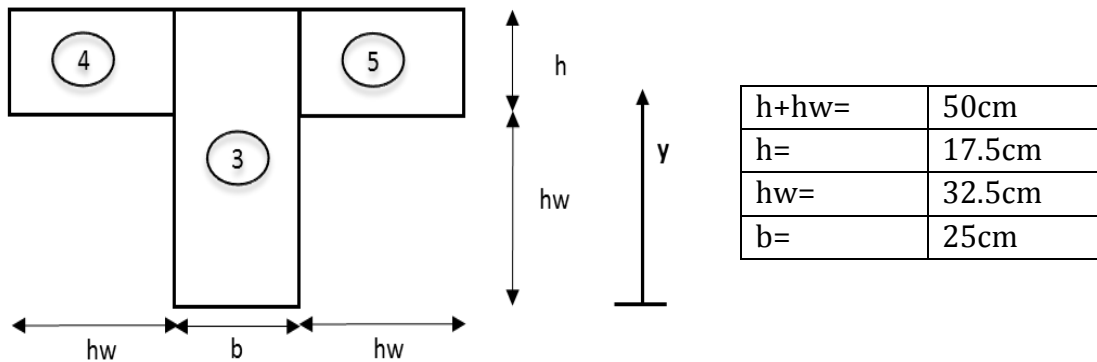 4
5
3
h
hw
y
hw
b
hw
h+hw= 50cm
h= 17.5cm
hw= 32.5cm
b= 25cm